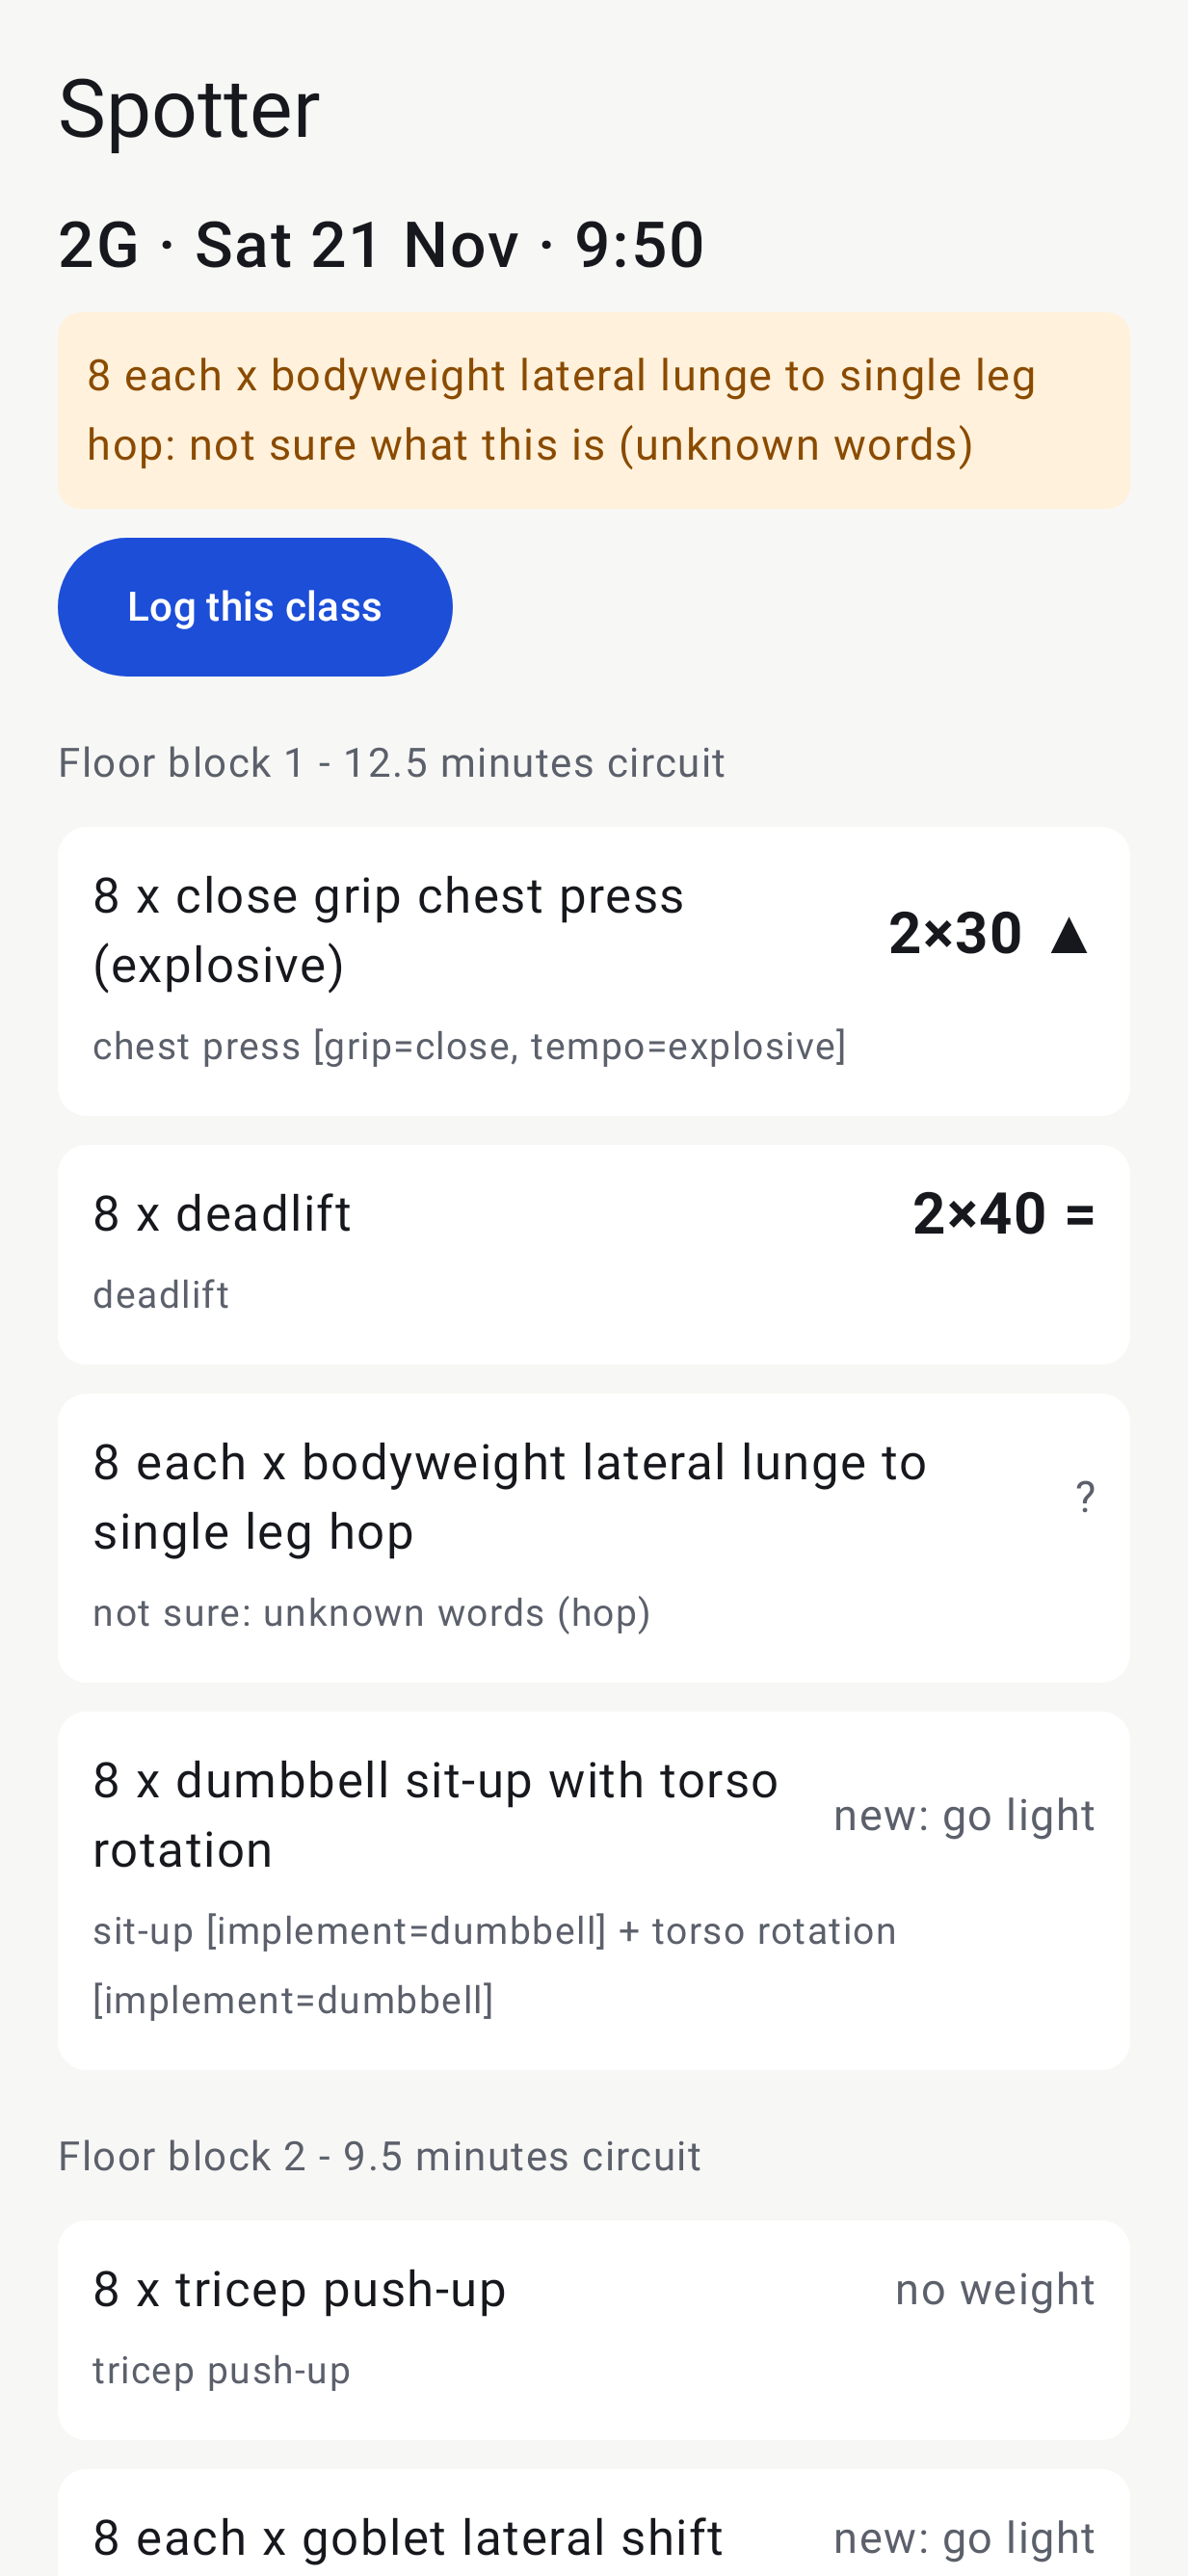 Spotter
2G · Sat 21 Nov · 9:50
8 each x bodyweight lateral lunge to single leg
hop: not sure what this is (unknown words)
Log this class
Floor block 1 - 12.5 minutes circuit
8 x close grip chest press
(explosive)
2×30 ▲
chest press [grip=close, tempo=explosive]
8 x deadlift
2×40 =
deadlift
8 each x bodyweight lateral lunge to
single leg hop
?
not sure: unknown words (hop)
8 x dumbbell sit-up with torso
rotation
new: go light
sit-up [implement=dumbbell] + torso rotation
[implement=dumbbell]
Floor block 2 - 9.5 minutes circuit
8 x tricep push-up
no weight
tricep push-up
8 each x goblet lateral shift
new: go light